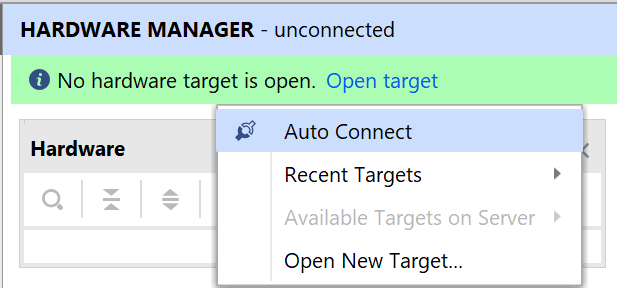 HARDWARE MANAGER - unconnected
No hardware target is open. Open target
Auto Connect
Hardware
Recent Targets
Available Targets on Server
Open New Target...